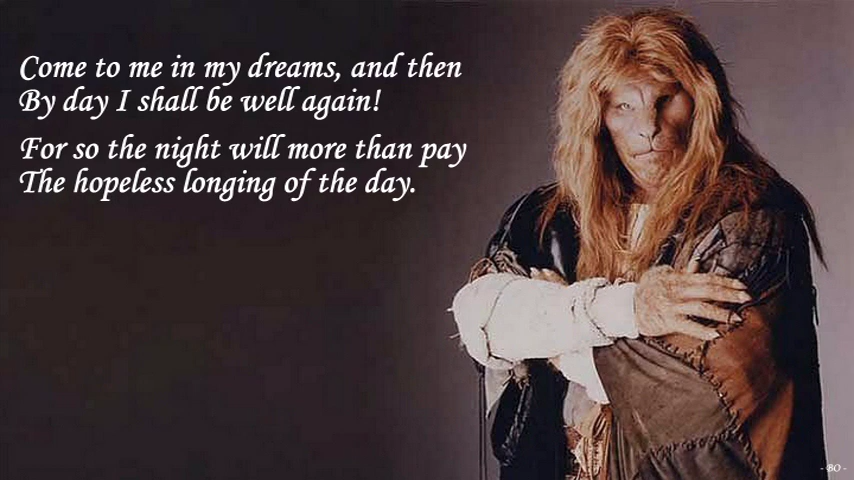 Come to me in my dreams, and then
By day I shall be well again!
For so the night will more than pay
The hopeless longing of the day.
- BO -